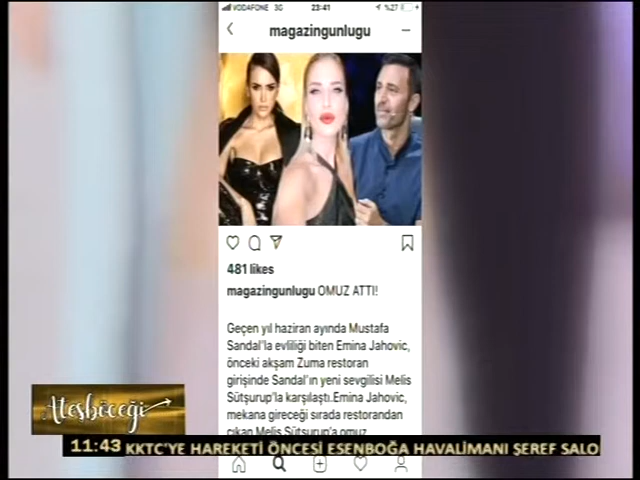 VODAFONE 3G 23:41 %27
magazingunlugu
481 likes
magazingunlugu OMUZ ATTI!
Geçen yıl haziran ayında Mustafa
Sandal'la evliliği biten Emina Jahovic,
önceki akşam Zuma restoran
girişinde Sandal'ın yeni sevgilisi Melis
Sütşurup'la karşılaştı.Emina Jahovic,
mekana gireceği sırada restorandan
çıkan Melis Sütşurup'a omuz
Ateşböceği
11:43 KKTC'YE HAREKETİ ÖNCESİ ESENBOĞA HAVALİMANI ŞEREF SALO